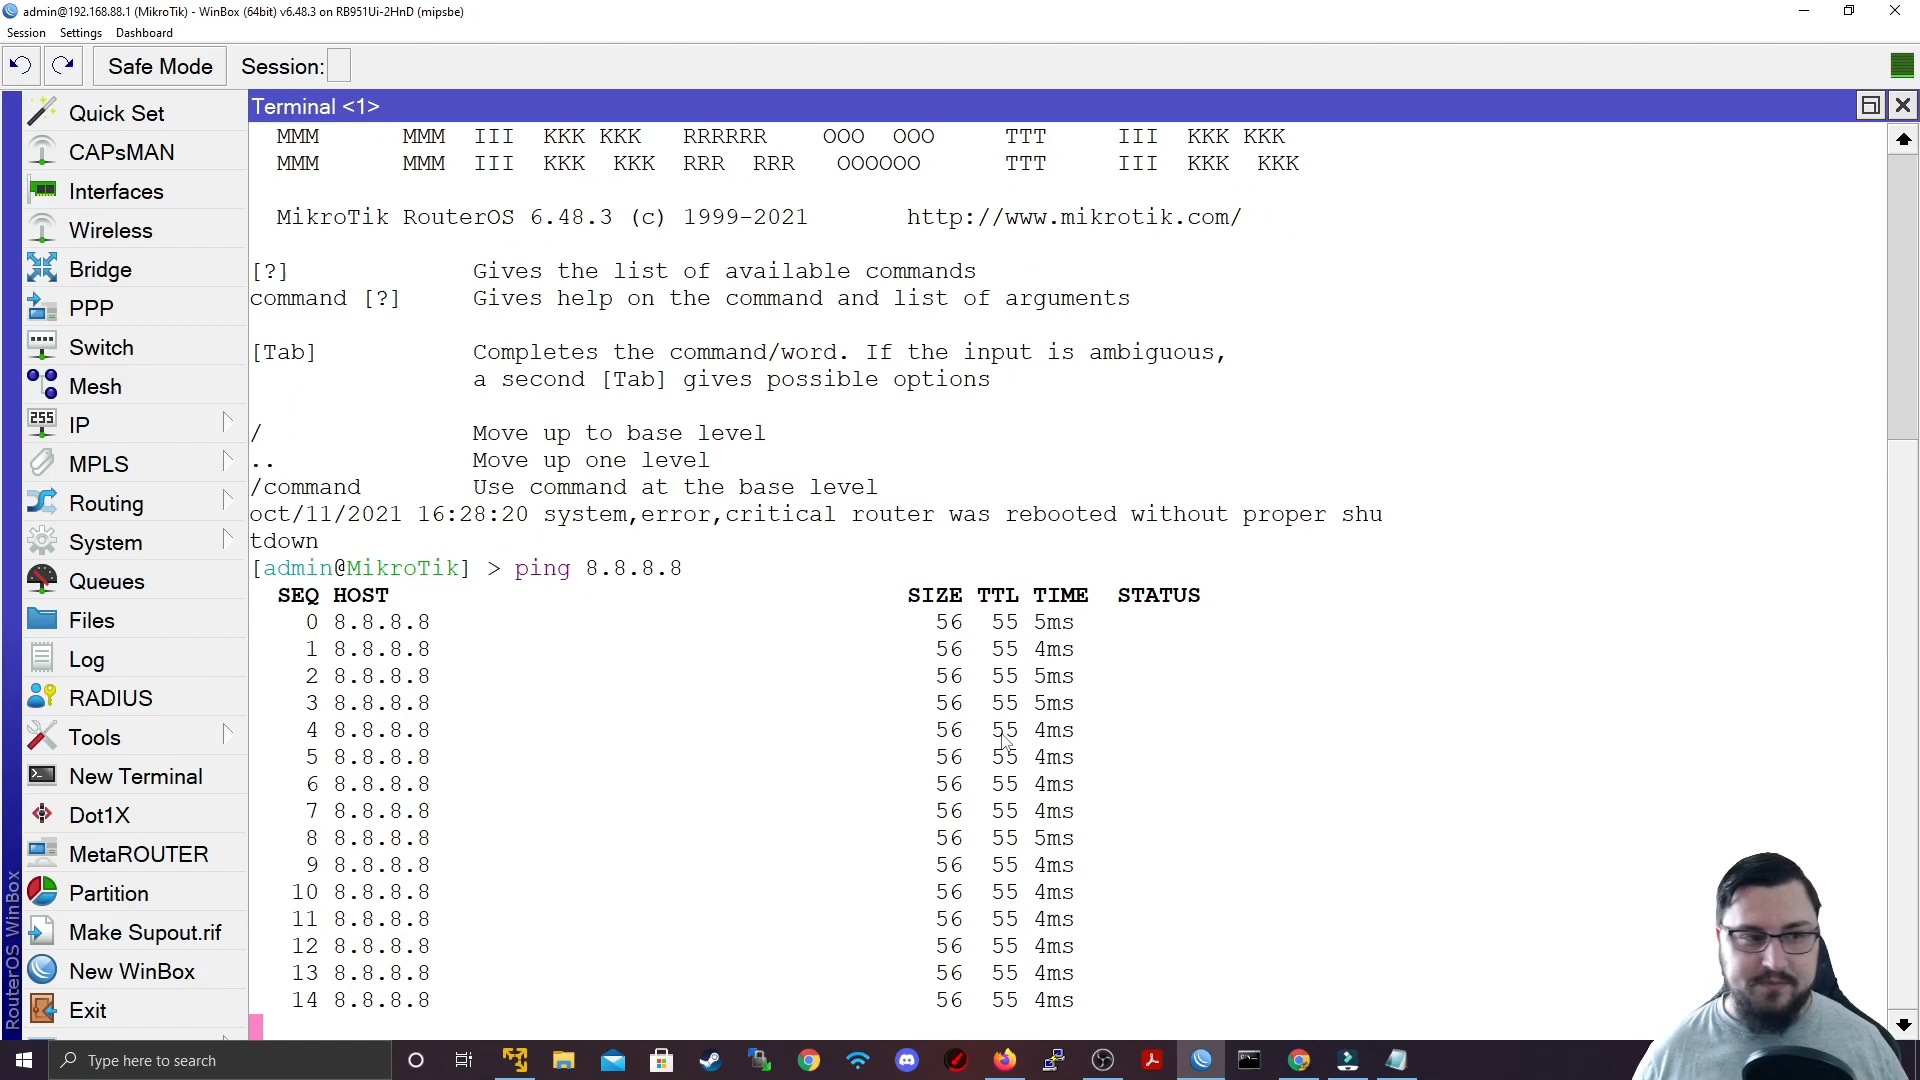 admin@192.168.88.1 (MikroTik) - WinBox (64bit) v6.48.3 on RB951Ui-2HnD (mipsbe)
Session Settings Dashboard
Safe Mode Session:
Quick Set
CAPsMAN
Interfaces
Wireless
Bridge
PPP
Switch
Mesh
255
IP
MPLS
Routing
System
Queues
Files
Log
RADIUS
Tools
New Terminal
Dot1X
MetaROUTER
Partition
Make Supout.rif
New WinBox
Exit
RouterOS WinBox
Terminal <1>
MMM MMM III KKK KKK RRRRRR OOO OOO TTT III KKK KKK
MMM MMM III KKK KKK RRR RRR OOOOOO TTT III KKK KKK
MikroTik RouterOS 6.48.3 (c) 1999-2021 http://www.mikrotik.com/
[?] Gives the list of available commands
command [?] Gives help on the command and list of arguments
[Tab] Completes the command/word. If the input is ambiguous,
a second [Tab] gives possible options
/ Move up to base level
.. Move up one level
/command Use command at the base level
oct/11/2021 16:28:20 system,error,critical router was rebooted without proper shu
tdown
[admin@MikroTik] > ping 8.8.8.8
SEQ HOST SIZE TTL TIME STATUS
0 8.8.8.8 56 55 5ms
1 8.8.8.8 56 55 4ms
2 8.8.8.8 56 55 5ms
3 8.8.8.8 56 55 5ms
4 8.8.8.8 56 55 4ms
5 8.8.8.8 56 55 4ms
6 8.8.8.8 56 55 4ms
7 8.8.8.8 56 55 4ms
8 8.8.8.8 56 55 5ms
9 8.8.8.8 56 55 4ms
10 8.8.8.8 56 55 4ms
11 8.8.8.8 56 55 4ms
12 8.8.8.8 56 55 4ms
13 8.8.8.8 56 55 4ms
14 8.8.8.8 56 55 4ms
Type here to search